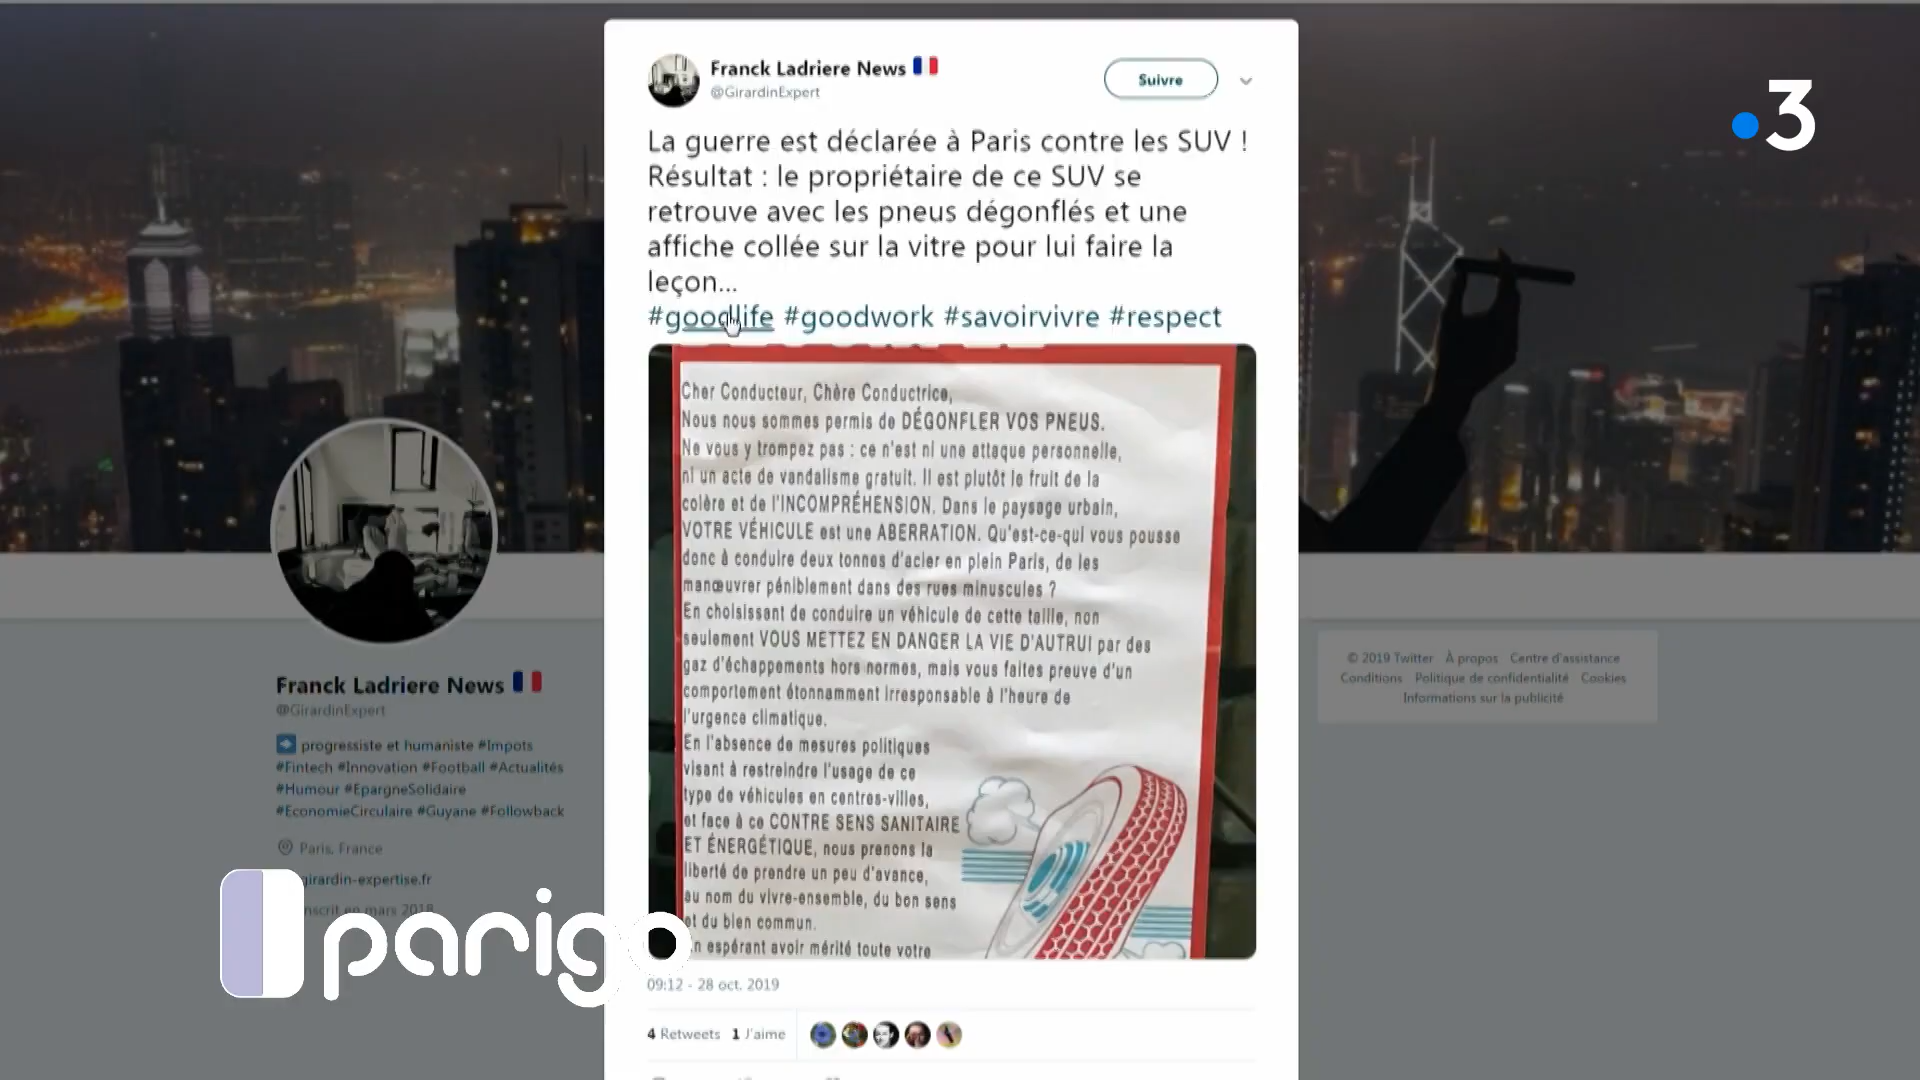 Franck Ladriere News
@GirardinExpert
Suivre
3
La guerre est déclarée à Paris contre les SUV !
Résultat : le propriétaire de ce SUV se
retrouve avec les pneus dégonflés et une
affiche collée sur la vitre pour lui faire la
leçon...
#goodlife #goodwork #savoirvivre #respect
Cher Conducteur, Chère Conductrice,
Nous nous sommes permis de DÉGONFLER VOS PNEUS.
Ne vous y trompez pas : ce n'est ni une attaque personnelle,
ni un acte de vandalisme gratuit. Il est plutôt le fruit de la
colère et de l'INCOMPRÉHENSION. Dans le paysage urbain,
VOTRE VÉHICULE est une ABERRATION. Qu'est-ce-qui vous pousse
donc à conduire deux tonnes d'acier en plein Paris, de les
manœuvrer péniblement dans des rues minuscules ?
En choisissant de conduire un véhicule de cette taille, non
seulement VOUS METTEZ EN DANGER LA VIE D'AUTRUI par des
gaz d'échappements hors normes, mais vous faites preuve d'un
comportement étonnamment irresponsable à l'heure de
l'urgence climatique.
En l'absence de mesures politiques
visant à restreindre l'usage de ce
type de véhicules en centres-villes,
et face à ce CONTRE SENS SANITAIRE
ET ÉNERGÉTIQUE, nous prenons la
liberté de prendre un peu d'avance,
au nom du vivre-ensemble, du bon sens
et du bien commun.
n espérant avoir mérité toute votre
09:12 - 28 oct. 2019
4 Retweets 1 J'aime
Franck Ladriere News
@GirardinExpert
progressiste et humaniste #Impots
#Fintech #Innovation #Football #Actualités
#Humour #EpargneSolidaire
#EconomieCirculaire #Guyane #Followback
Paris, France
girardin-expertise.fr
nscrit en mars 2018
parigo
© 2019 Twitter À propos Centre d'assistance
Conditions Politique de confidentialité Cookies
Informations sur la publicité